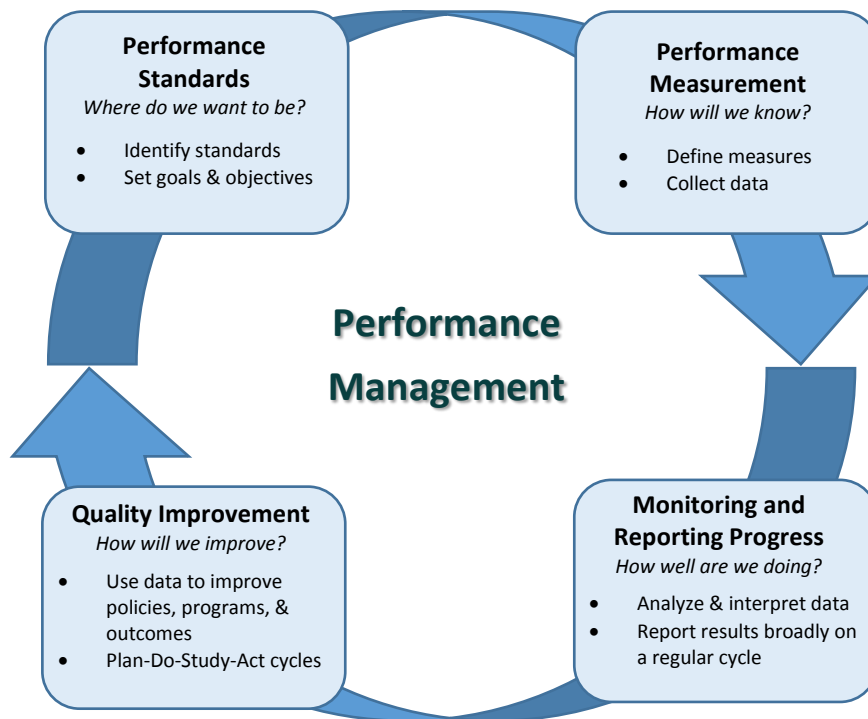 Performance
Standards
Where do we want to be?
• Identify standards
• Set goals & objectives
Performance
Measurement
How will we know?
• Define measures
• Collect data
Performance
Management
Quality Improvement
How will we improve?
• Use data to improve
policies, programs, &
outcomes
• Plan-Do-Study-Act cycles
Monitoring and
Reporting Progress
How well are we doing?
• Analyze & interpret data
• Report results broadly on
a regular cycle